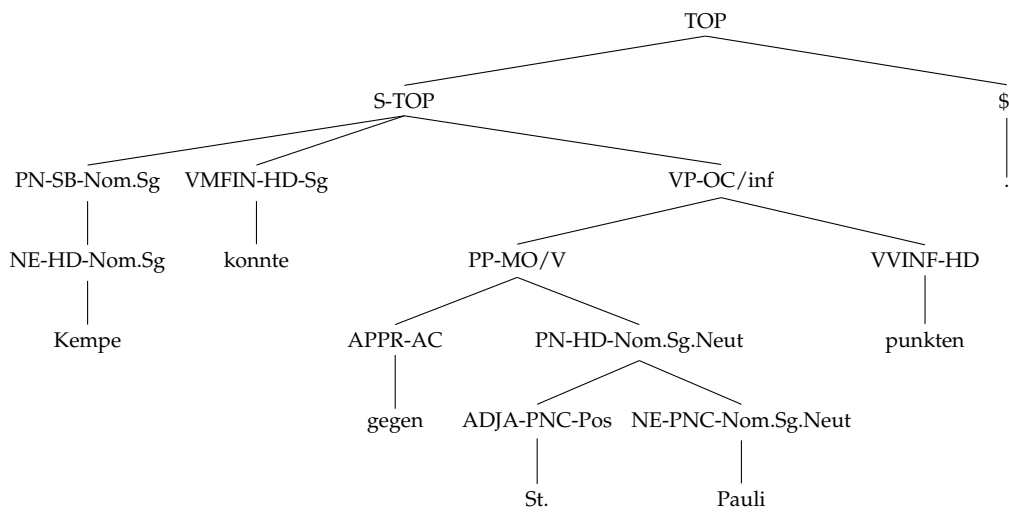 TOP
S-TOP $
PN-SB-Nom.Sg VMFIN-HD-Sg VP-OC/inf .
NE-HD-Nom.Sg konnte PP-MO/V VVINF-HD
Kempe APPR-AC PN-HD-Nom.Sg.Neut punkten
gegen ADJA-PNC-Pos NE-PNC-Nom.Sg.Neut
St. Pauli